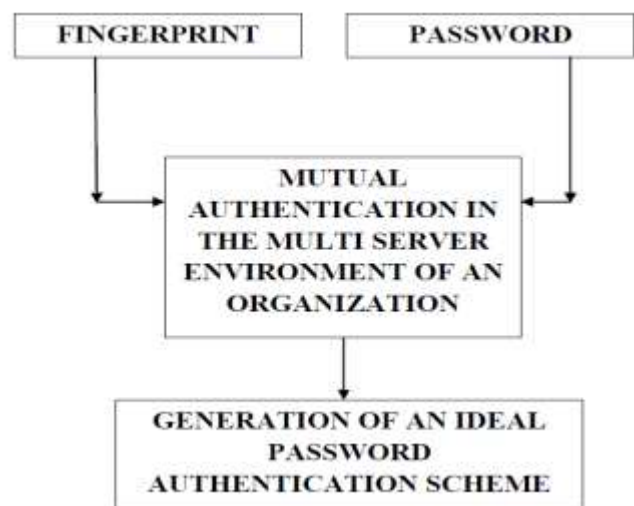 FINGERPRINT
PASSWORD
MUTUAL
AUTHENTICATION IN
THE MULTI SERVER
ENVIRONMENT OF AN
ORGANIZATION
GENERATION OF AN IDEAL
PASSWORD
AUTHENTICATION SCHEME